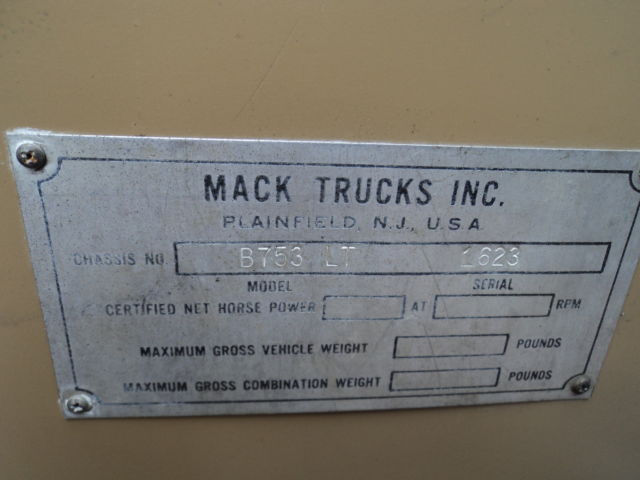 MACK TRUCKS INC.
PLAINFIELD, N.J., U.S.A
CHASSIS NO. B753 LT 1623
MODEL SERIAL
CERTIFIED NET HORSE POWER AT RPM
MAXIMUM GROSS VEHICLE WEIGHT POUNDS
MAXIMUM GROSS COMBINATION WEIGHT POUNDS